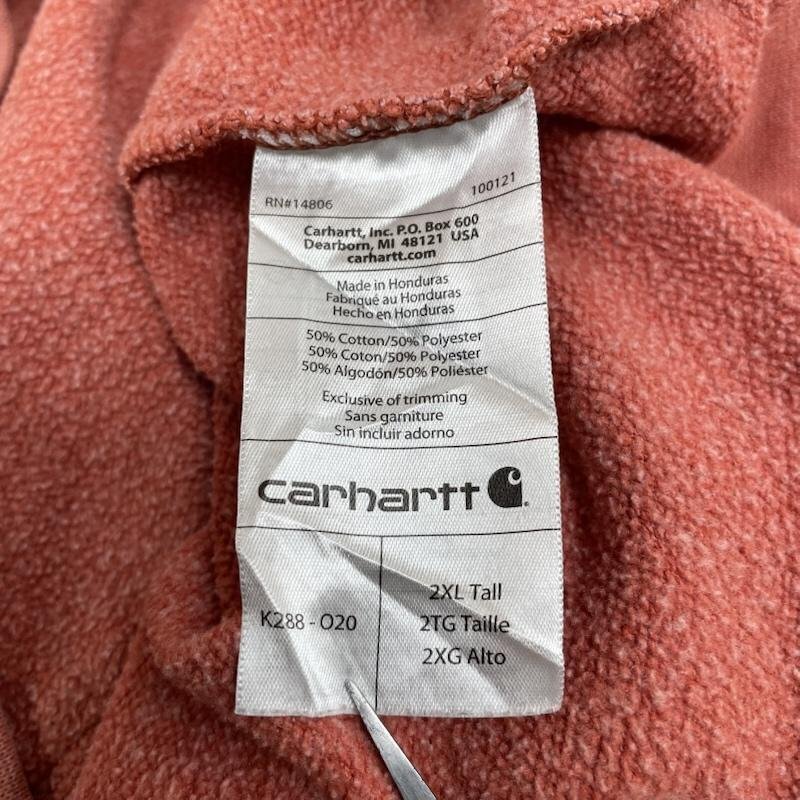 RN#14806 100121
Carhartt, Inc. P.O. Box 600
Dearborn, MI 48121 USA
carhartt.com
Made in Honduras
Fabriqué au Honduras
Hecho en Honduras
50% Cotton/50% Polyester
50% Coton/50% Polyester
50% Algodón/50% Poliéster
Exclusive of trimming
Sans garniture
Sin incluir adorno
carhartt
K288 - O20
2XL Tall
2TG Taille
2XG Alto